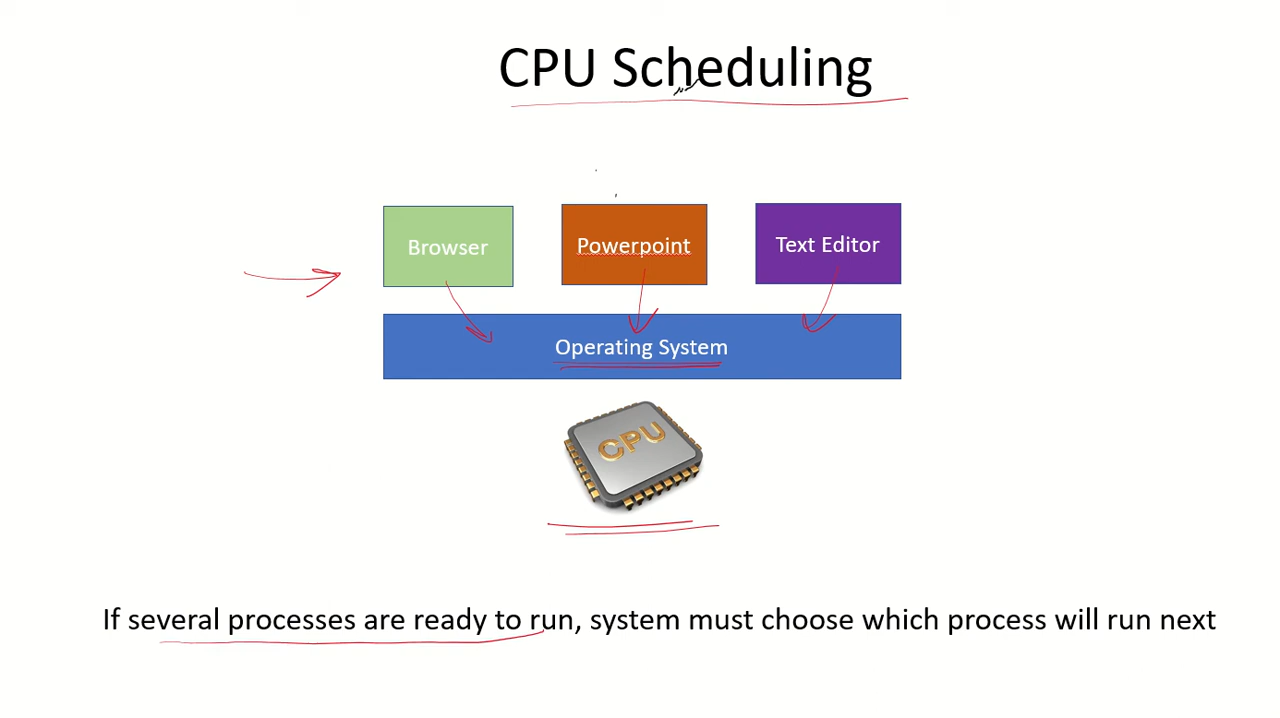 CPU Scheduling
Browser
Powerpoint
Text Editor
Operating System
CPU
If several processes are ready to run, system must choose which process will run next